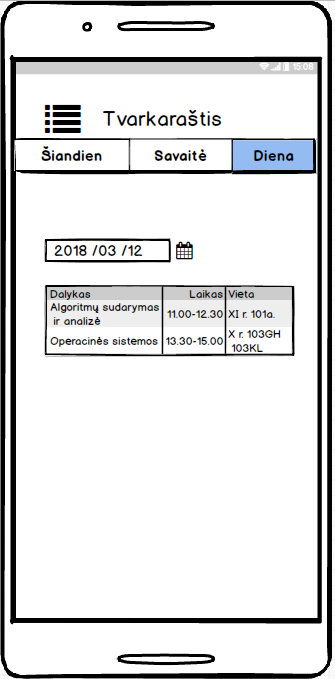 15:08
Tvarkaraštis
Šiandien Savaitė Diena
2018 /03 /12
Dalykas Laikas Vieta
Algoritmų sudarymas ir analizė 11.00-12.30 XI r. 101a.
Operacinės sistemos 13.30-15.00 X r. 103GH 103KL